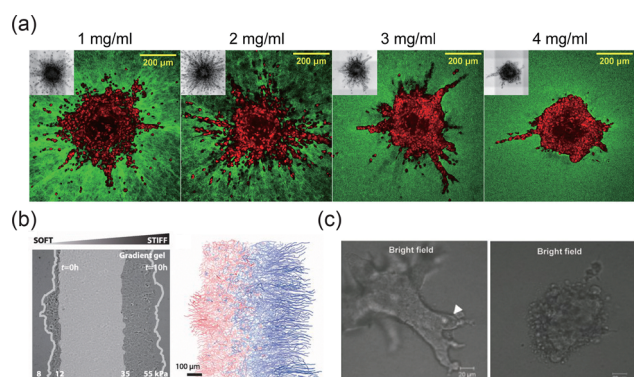 (a)
1 mg/ml 2 mg/ml 3 mg/ml 4 mg/ml
200 µm 200 µm 200 µm 200 µm
(b)
SOFT STIFF
Gradient gel
t=0h t=10h
B 12 35 55 kPa
100 µm
(c)
Bright field Bright field
20 µm